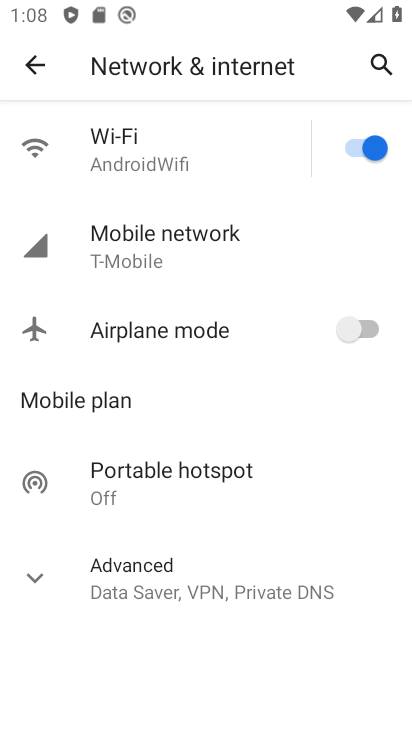 1:08
Network & internet
Wi-Fi
AndroidWifi
Mobile network
T-Mobile
Airplane mode
Mobile plan
Portable hotspot
Off
Advanced
Data Saver, VPN, Private DNS